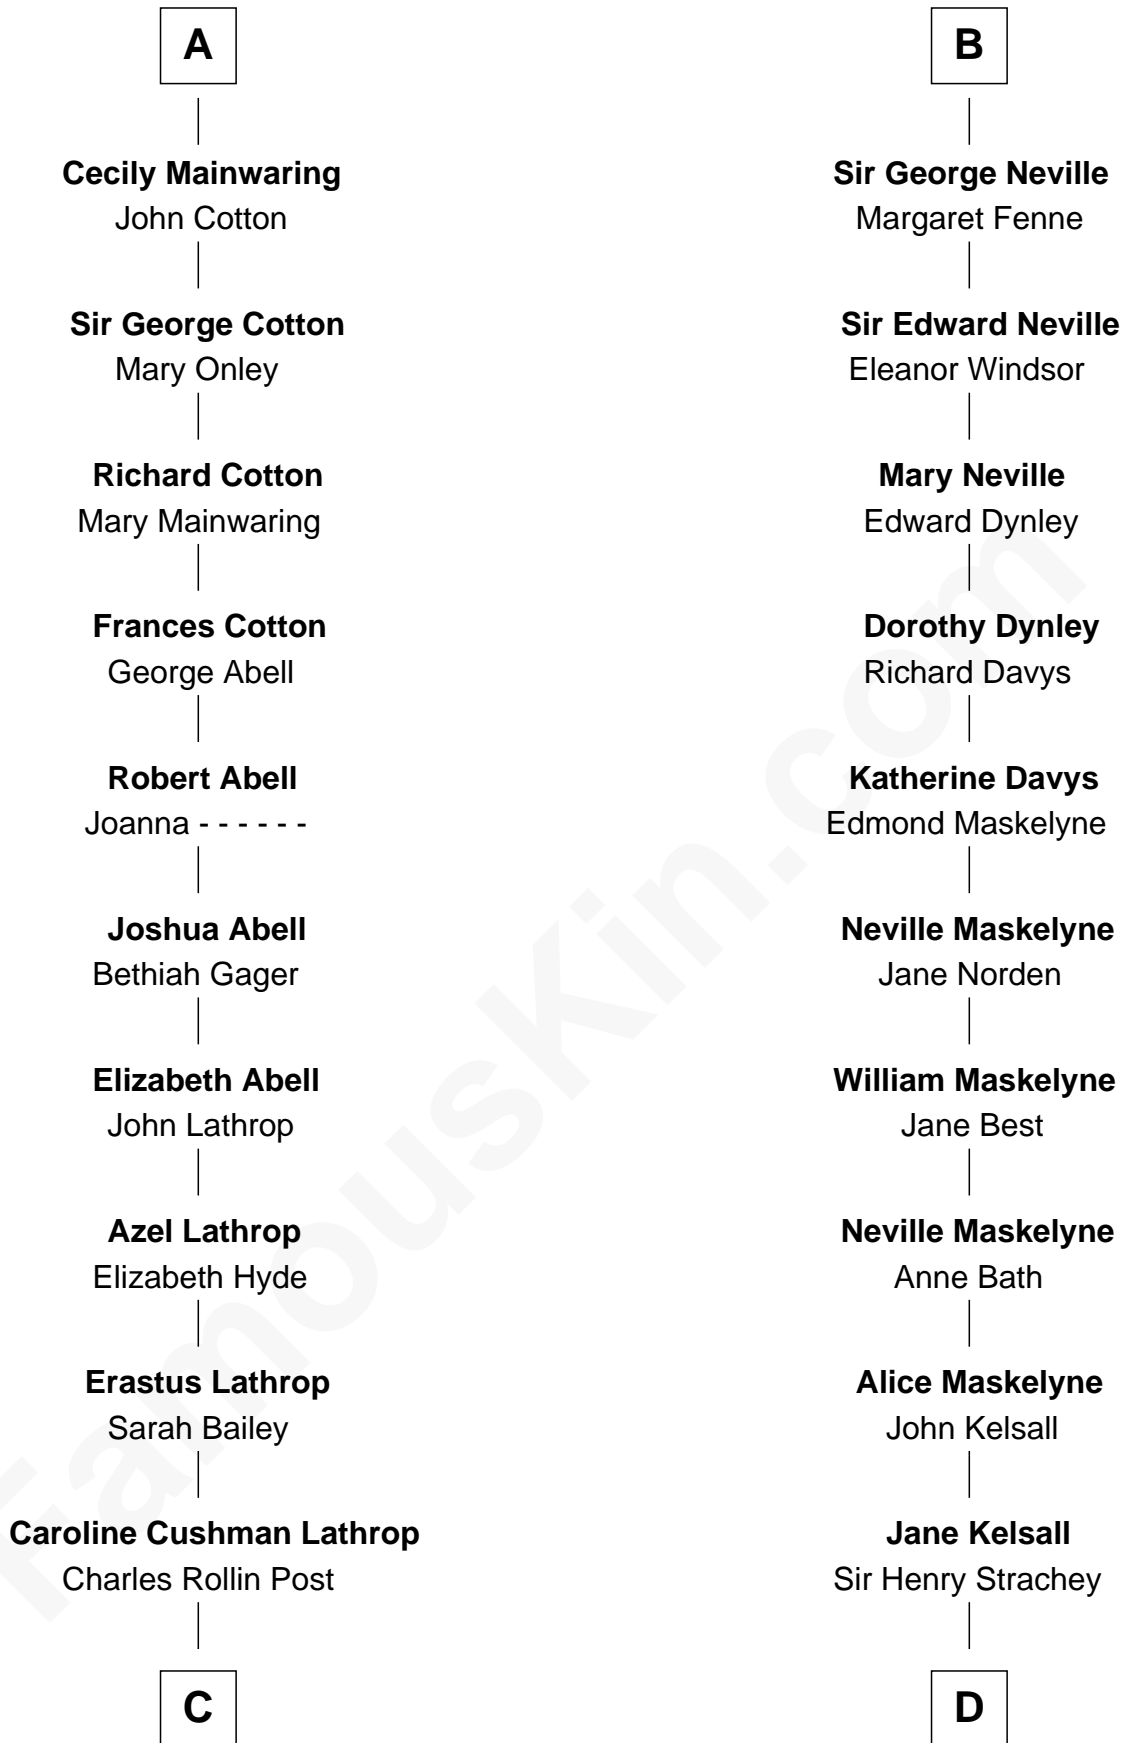 A
Cecily Mainwaring
John Cotton
Sir George Cotton
Mary Onley
Richard Cotton
Mary Mainwaring
Frances Cotton
George Abell
Robert Abell
Joanna - - - - - -
Joshua Abell
Bethiah Gager
Elizabeth Abell
John Lathrop
Azel Lathrop
Elizabeth Hyde
Erastus Lathrop
Sarah Bailey
Caroline Cushman Lathrop
Charles Rollin Post
C
B
Sir George Neville
Margaret Fenne
Sir Edward Neville
Eleanor Windsor
Mary Neville
Edward Dynley
Dorothy Dynley
Richard Davys
Katherine Davys
Edmond Maskelyne
Neville Maskelyne
Jane Norden
William Maskelyne
Jane Best
Neville Maskelyne
Anne Bath
Alice Maskelyne
John Kelsall
Jane Kelsall
Sir Henry Strachey
D
FamousKin.com